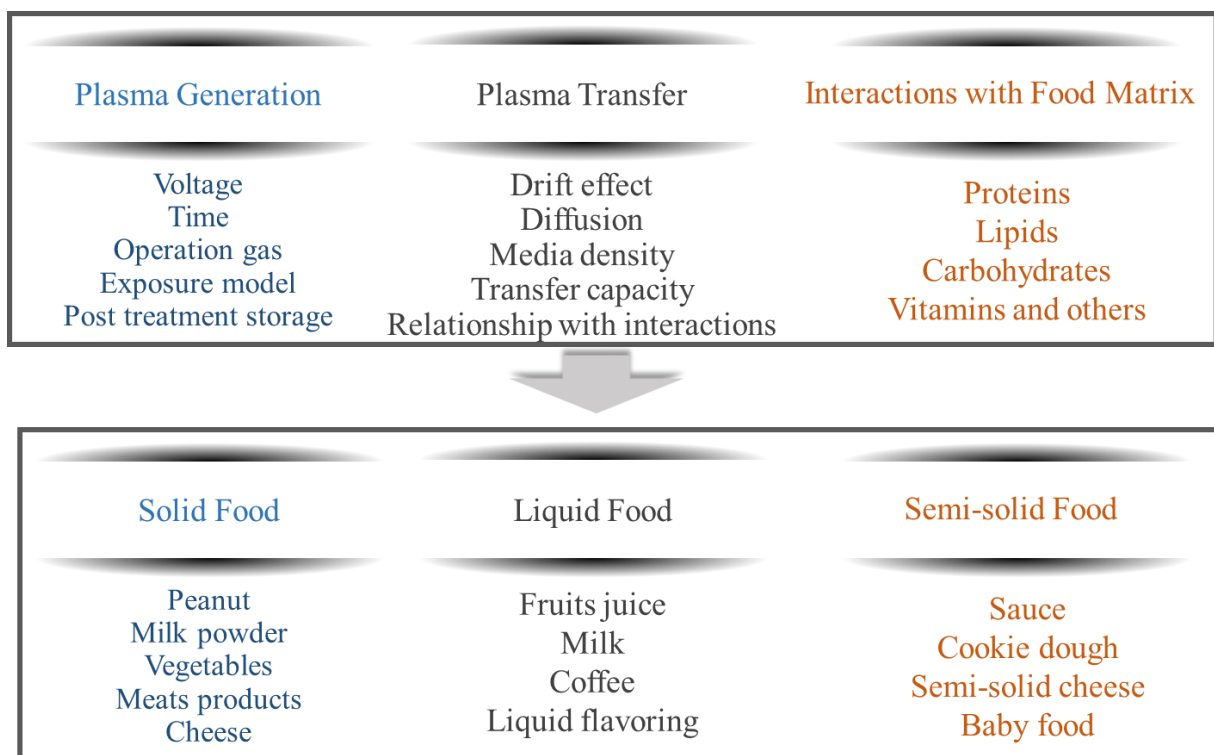 Plasma Generation
Voltage
Time
Operation gas
Exposure model
Post treatment storage
Plasma Transfer
Drift effect
Diffusion
Media density
Transfer capacity
Relationship with interactions
Interactions with Food Matrix
Proteins
Lipids
Carbohydrates
Vitamins and others
Solid Food
Peanut
Milk powder
Vegetables
Meats products
Cheese
Liquid Food
Fruits juice
Milk
Coffee
Liquid flavoring
Semi-solid Food
Sauce
Cookie dough
Semi-solid cheese
Baby food